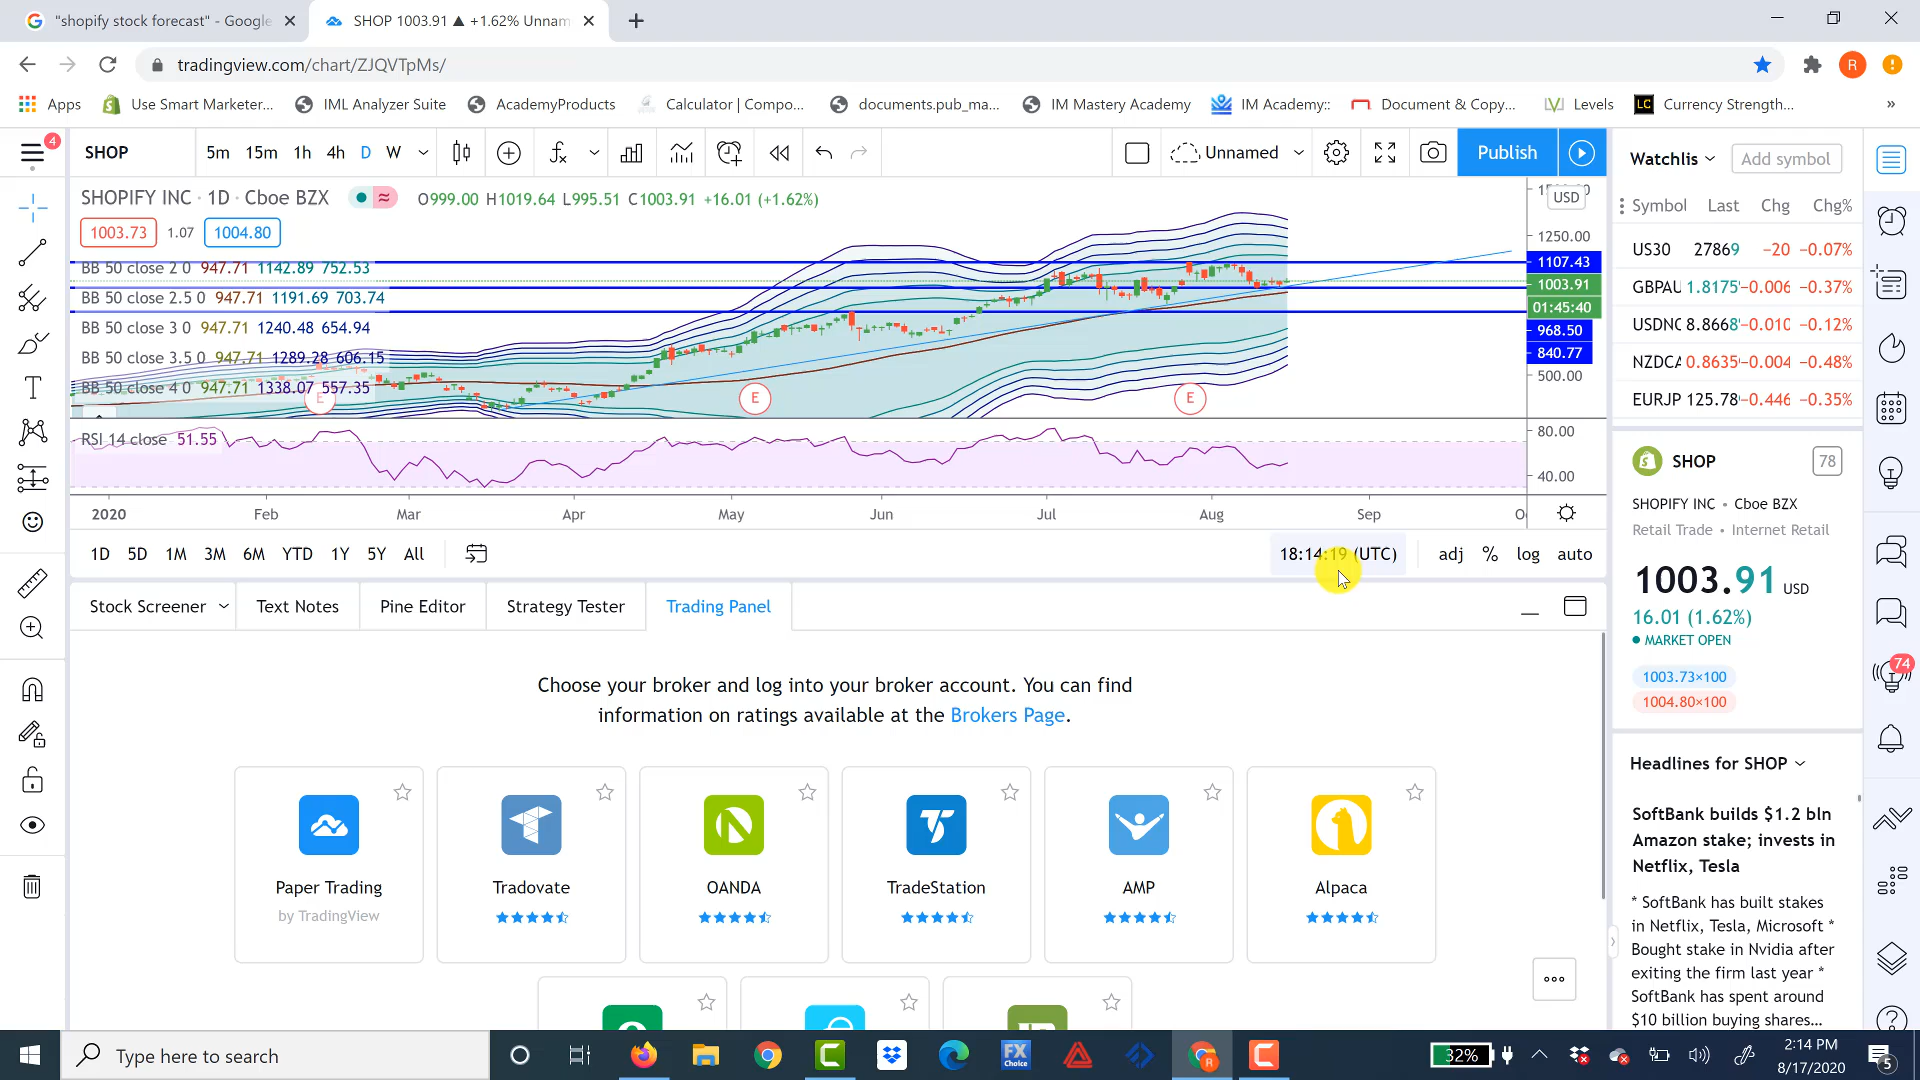 "shopify stock forecast" - Google
SHOP 1003.91 ▲ +1.62% Unnam
tradingview.com/chart/ZJQVTpMs/
R
Apps
Use Smart Marketer...
IML Analyzer Suite
AcademyProducts
Calculator | Compo...
documents.pub_ma...
IM Mastery Academy
IM Academy::
Document & Copy...
Levels
LC
Currency Strength...
»
4
SHOP
5m 15m 1h 4h D W
Unnamed
Publish
SHOPIFY INC · 1D · Cboe BZX
O999.00 H1019.64 L995.51 C1003.91 +16.01 (+1.62%)
1003.73 1.07 1004.80
BB 50 close 2 0 947.71 1142.89 752.53
BB 50 close 2.5 0 947.71 1191.69 703.74
BB 50 close 3 0 947.71 1240.48 654.94
BB 50 close 3.5 0 947.71 1289.28 606.15
BB 50 close 4 0 947.71 1338.07 557.35
E E E
USD
1250.00
1107.43
1003.91
01:45:40
968.50
840.77
500.00
RSI 14 close 51.55
80.00
40.00
2020 Feb Mar Apr May Jun Jul Aug Sep
1D 5D 1M 3M 6M YTD 1Y 5Y All
18:14:19 (UTC)
adj % log auto
Stock Screener
Text Notes
Pine Editor
Strategy Tester
Trading Panel
Choose your broker and log into your broker account. You can find
information on ratings available at the Brokers Page.
Paper Trading
by TradingView
Tradovate
OANDA
TradeStation
AMP
Alpaca
Watchlis
Add symbol
Symbol Last Chg Chg%
US30 27869 −20 −0.07%
GBPAU 1.8175 −0.006 −0.37%
USDNC 8.8668 −0.010 −0.12%
NZDCA 0.8635 −0.004 −0.48%
EURJP 125.78 −0.446 −0.35%
SHOP
78
SHOPIFY INC • Cboe BZX
Retail Trade • Internet Retail
1003.91 USD
16.01 (1.62%)
MARKET OPEN
1003.73×100
1004.80×100
Headlines for SHOP
SoftBank builds $1.2 bln
Amazon stake; invests in
Netflix, Tesla
* SoftBank has built stakes
in Netflix, Tesla, Microsoft *
Bought stake in Nvidia after
exiting the firm last year *
SoftBank has spent around
$10 billion buying shares...
74
Type here to search
FX
Choice
R
32%
2:14 PM
8/17/2020
5